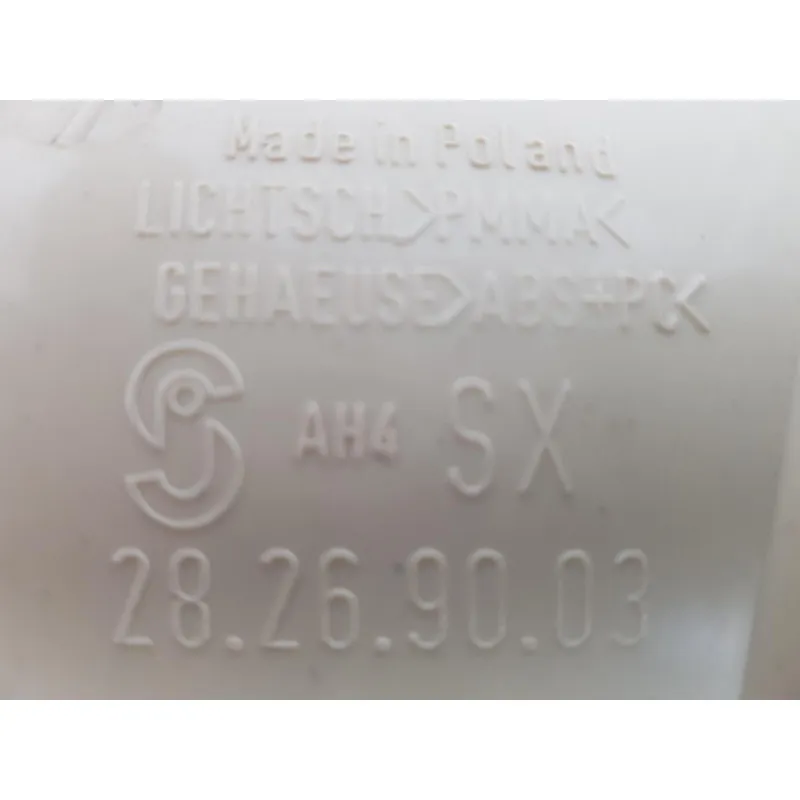 Made in Poland
LICHTSCH.>PMMA<
GEHAEUSE>ABS+PC<
AH4 SX
28.26.90.03